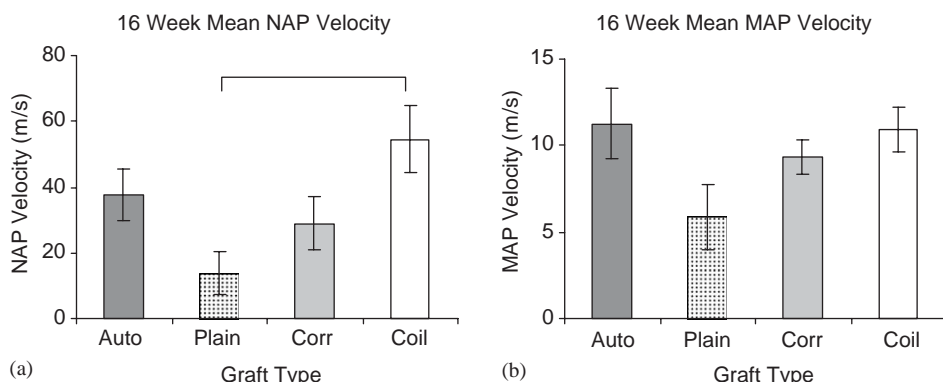 16 Week Mean NAP Velocity
NAP Velocity (m/s)
80
60
40
20
0
Auto Plain Corr Coil
Graft Type
(a)
16 Week Mean MAP Velocity
MAP Velocity (m/s)
15
10
5
0
Auto Plain Corr Coil
Graft Type
(b)